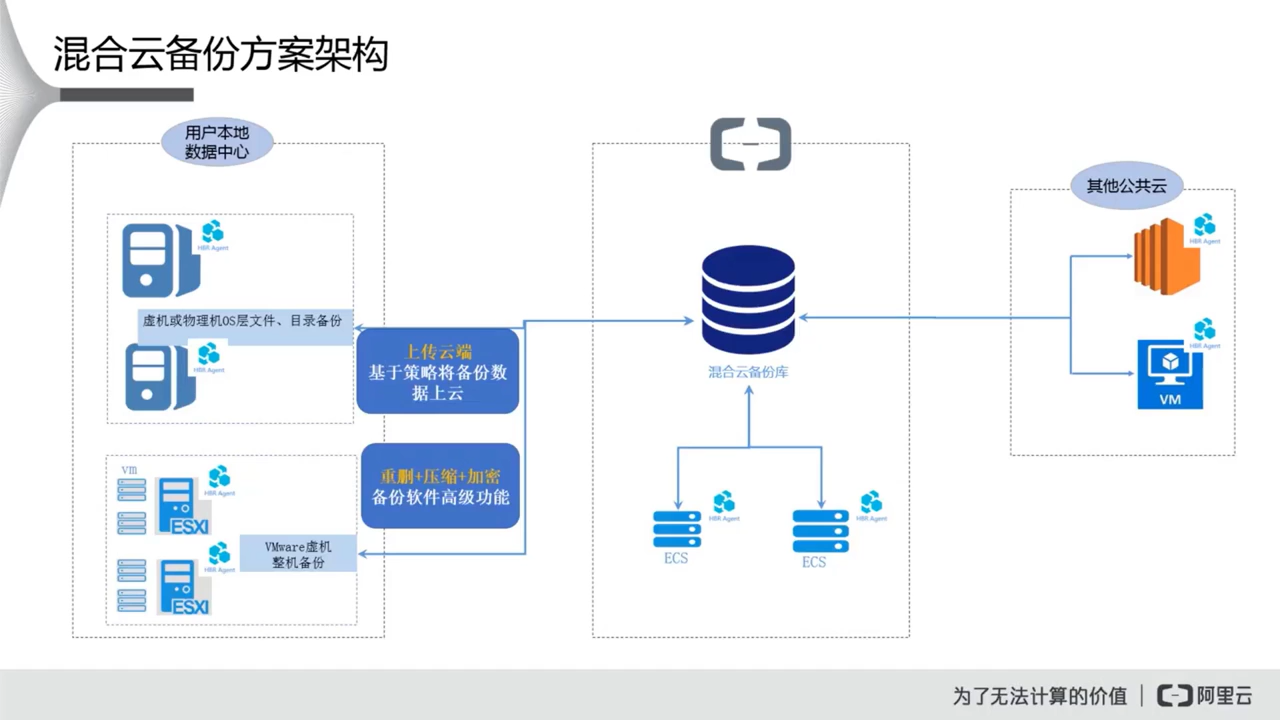 混合云备份方案架构
用户本地
数据中心
HBR Agent
虚机或物理机OS层文件、目录备份
HBR Agent
上传云端
基于策略将备份数
据上云
重删+压缩+加密
备份软件高级功能
vm
HBR Agent
ESXI
HBR Agent
ESXI
VMware虚机
整机备份
混合云备份库
HBR Agent
ECS
HBR Agent
ECS
其他公共云
HBR Agent
HBR Agent
VM
为了无法计算的价值
阿里云